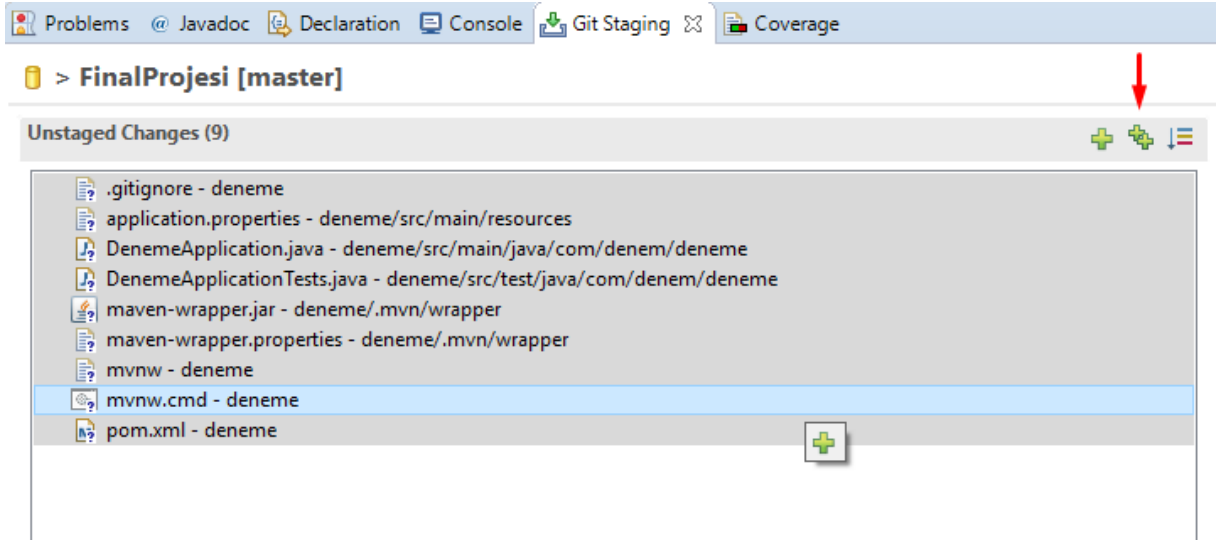 Problems @ Javadoc Declaration Console Git Staging Coverage
> FinalProjesi [master]
Unstaged Changes (9)
.gitignore - deneme
application.properties - deneme/src/main/resources
DenemeApplication.java - deneme/src/main/java/com/denem/deneme
DenemeApplicationTests.java - deneme/src/test/java/com/denem/deneme
maven-wrapper.jar - deneme/.mvn/wrapper
maven-wrapper.properties - deneme/.mvn/wrapper
mvnw - deneme
mvnw.cmd - deneme
pom.xml - deneme